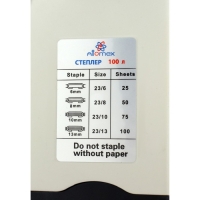 Attomex
СТЕПЛЕР 100 л
Staple Size Sheets
6mm 23/6 25
8mm 23/8 50
10mm 23/10 75
13mm 23/13 100
Do not staple
without paper